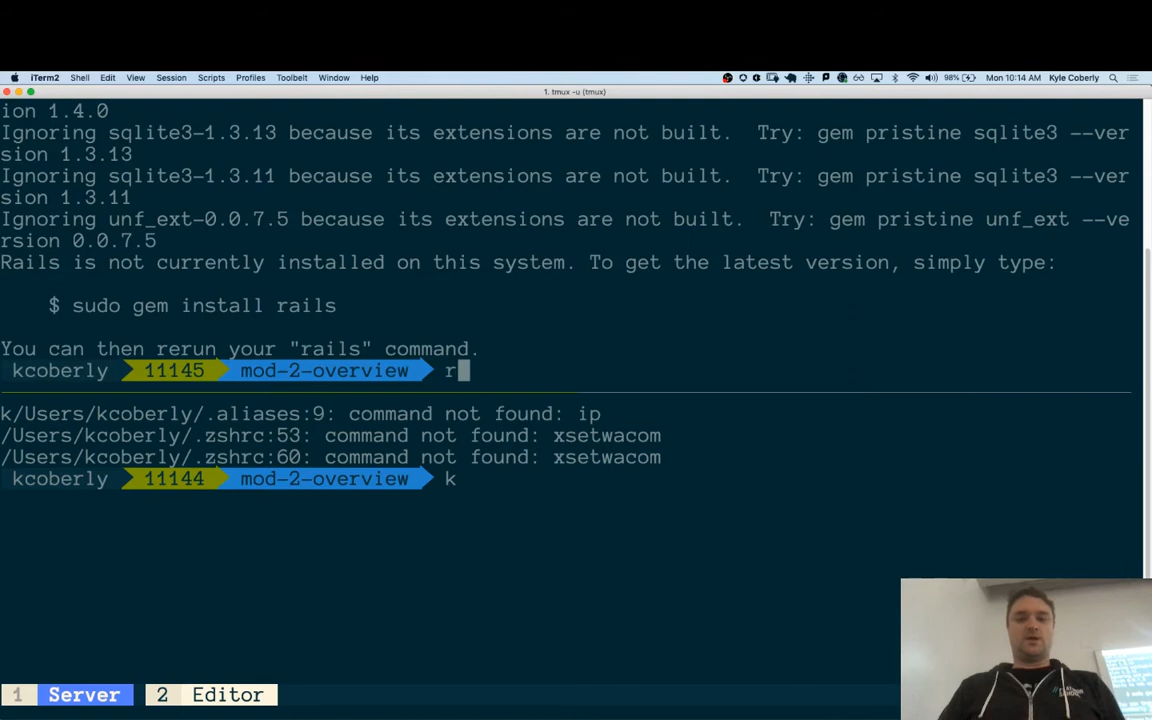 iTerm2 Shell Edit View Session Scripts Profiles Toolbelt Window Help 98% Mon 10:14 AM Kyle Coberly
1. tmux -u (tmux)
ion 1.4.0
Ignoring sqlite3-1.3.13 because its extensions are not built.  Try: gem pristine sqlite3 --ver
sion 1.3.13
Ignoring sqlite3-1.3.11 because its extensions are not built.  Try: gem pristine sqlite3 --ver
sion 1.3.11
Ignoring unf_ext-0.0.7.5 because its extensions are not built.  Try: gem pristine unf_ext --ve
rsion 0.0.7.5
Rails is not currently installed on this system. To get the latest version, simply type:
$ sudo gem install rails
You can then rerun your "rails" command.
kcoberly 11145 mod-2-overview r
k/Users/kcoberly/.aliases:9: command not found: ip
/Users/kcoberly/.zshrc:53: command not found: xsetwacom
/Users/kcoberly/.zshrc:60: command not found: xsetwacom
kcoberly 11144 mod-2-overview k
1 Server 2 Editor